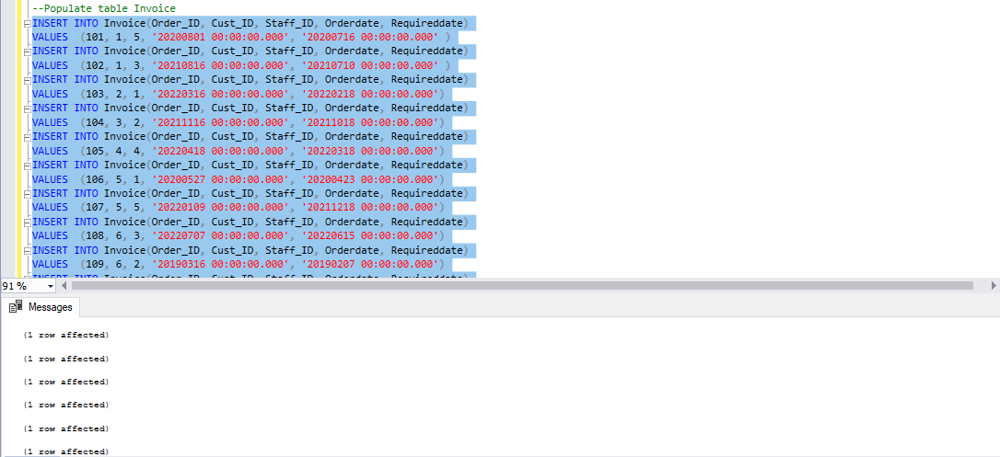 --Populate table Invoice
INSERT INTO Invoice(Order_ID, Cust_ID, Staff_ID, Orderdate, Requireddate)
VALUES  (101, 1, 5, '20200801 00:00:00.000', '20200716 00:00:00.000' )
INSERT INTO Invoice(Order_ID, Cust_ID, Staff_ID, Orderdate, Requireddate)
VALUES  (102, 1, 3, '20210816 00:00:00.000', '20210710 00:00:00.000' )
INSERT INTO Invoice(Order_ID, Cust_ID, Staff_ID, Orderdate, Requireddate)
VALUES  (103, 2, 1, '20220316 00:00:00.000', '20220218 00:00:00.000')
INSERT INTO Invoice(Order_ID, Cust_ID, Staff_ID, Orderdate, Requireddate)
VALUES  (104, 3, 2, '20211116 00:00:00.000', '20211018 00:00:00.000')
INSERT INTO Invoice(Order_ID, Cust_ID, Staff_ID, Orderdate, Requireddate)
VALUES  (105, 4, 4, '20220418 00:00:00.000', '20220318 00:00:00.000')
INSERT INTO Invoice(Order_ID, Cust_ID, Staff_ID, Orderdate, Requireddate)
VALUES  (106, 5, 1, '20200527 00:00:00.000', '20200423 00:00:00.000')
INSERT INTO Invoice(Order_ID, Cust_ID, Staff_ID, Orderdate, Requireddate)
VALUES  (107, 5, 5, '20220109 00:00:00.000', '20211218 00:00:00.000')
INSERT INTO Invoice(Order_ID, Cust_ID, Staff_ID, Orderdate, Requireddate)
VALUES  (108, 6, 3, '20220707 00:00:00.000', '20220615 00:00:00.000')
INSERT INTO Invoice(Order_ID, Cust_ID, Staff_ID, Orderdate, Requireddate)
VALUES  (109, 6, 2, '20190316 00:00:00.000', '20190207 00:00:00.000')
91 %
Messages
(1 row affected)
(1 row affected)
(1 row affected)
(1 row affected)
(1 row affected)
(1 row affected)